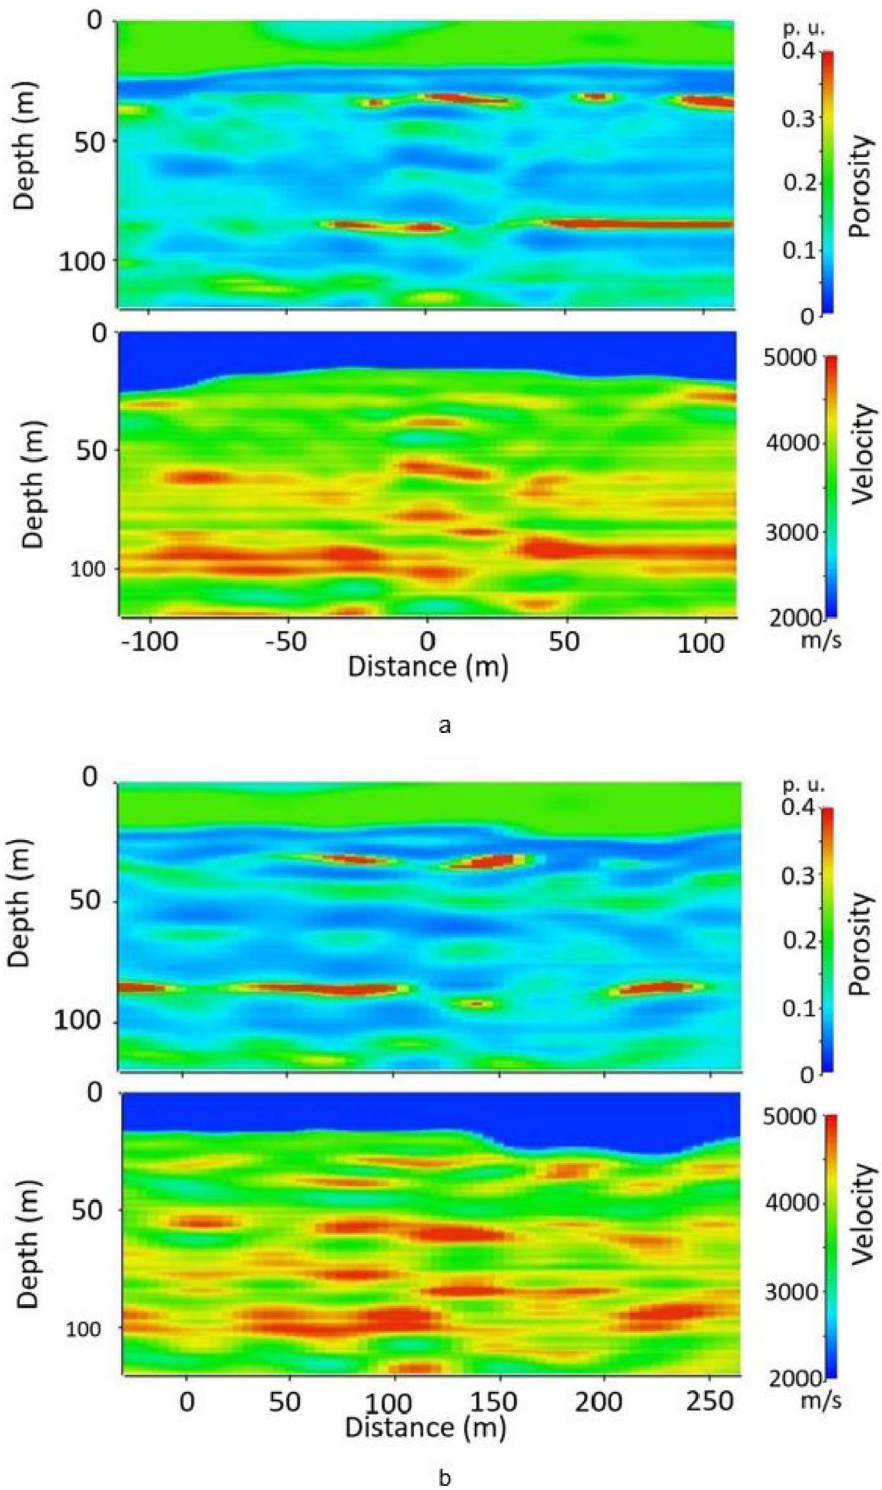 p. u.
0
0.4
50
0.3
0.2
100
0.1
0
Depth (m)
Porosity
0
5000
50
4000
3000
100
2000
m/s
Depth (m)
Velocity
-100 -50 0 50 100
Distance (m)
a
p. u.
0
0.4
50
0.3
0.2
100
0.1
0
Depth (m)
Porosity
0
5000
50
4000
3000
100
2000
m/s
Depth (m)
Velocity
0 50 100 150 200 250
Distance (m)
b